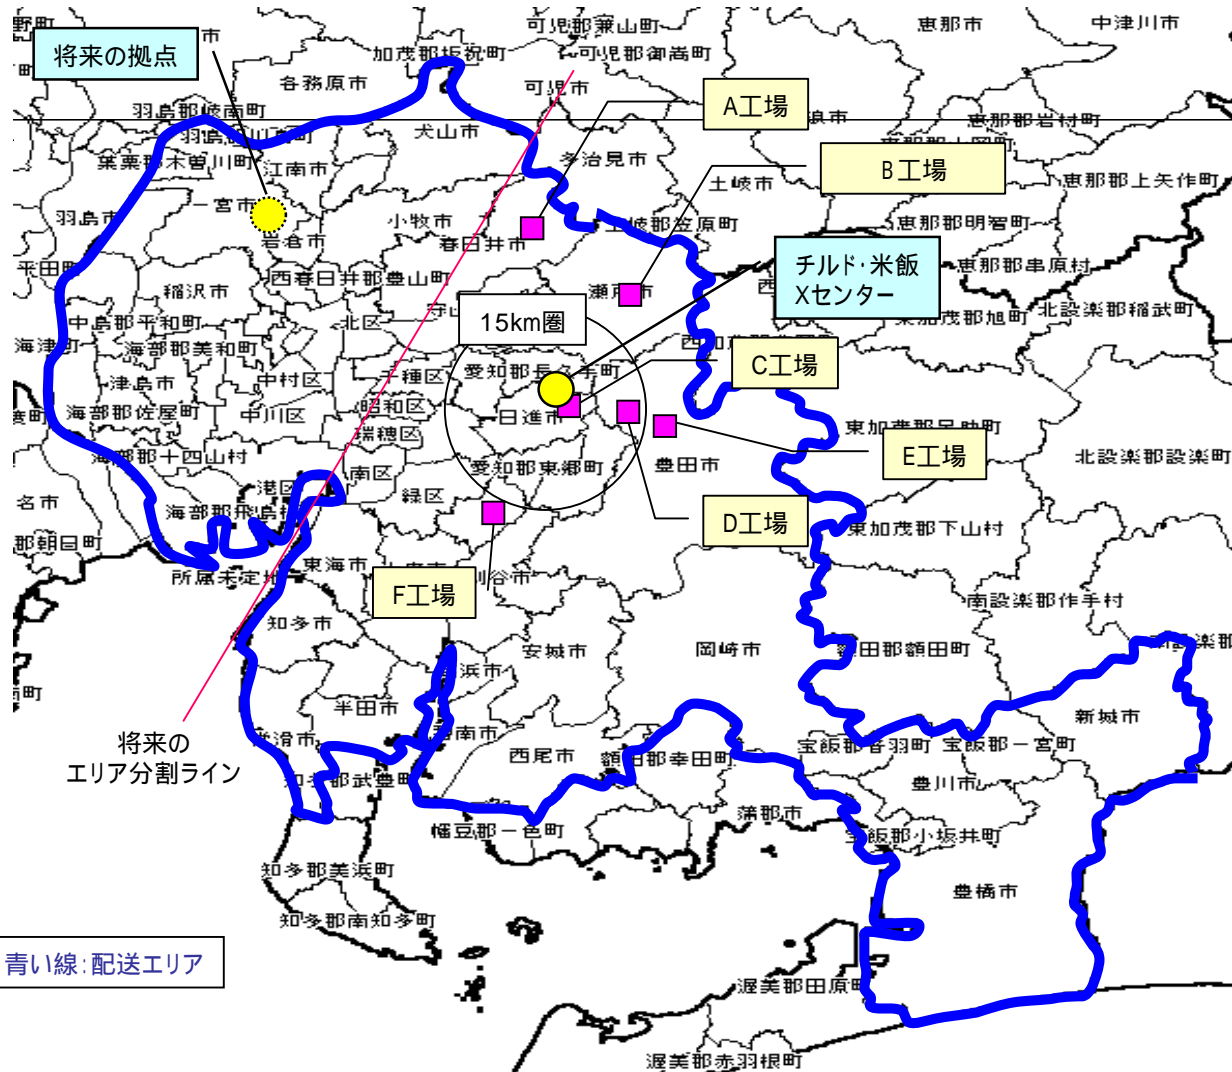 中津川市
恵那市
可児郡兼山町
可児郡御嵩町
加茂郡坂祝町
将来の拠点
各務原市
可児市
A工場
羽島郡岐南町
犬山市
恵那郡岩村町
多治見市
土岐市
B工場
葉栗郡木曽川町
江南市
恵那郡上矢作町
羽島市
一宮市
小牧市
土岐郡笠原町
恵那郡明智町
岩倉市
春日井市
チルド・米飯
Xセンター
平田町
西春日井郡豊山町
恵那郡串原村
稲沢市
瀬戸市
15km圏
中島郡平和町
北区
東加茂郡旭町
北設楽郡稲武町
海津町
海部郡美和町
C工場
津島市
中村区
千種区
愛知郡長久手町
海部郡佐屋町
中川区
昭和区
日進市
瑞穂区
東加茂郡足助町
海部郡十四山村
南区
愛知郡東郷町
豊田市
E工場
北設楽郡設楽町
名市
港区
緑区
海部郡飛島村
D工場
郡朝日町
東加茂郡下山村
所属未定地
東海市
刈谷市
F工場
南設楽郡作手村
知多市
安城市
岡崎市
額田郡額田町
半田市
新城市
将来の
エリア分割ライン
常滑市
碧南市
西尾市
額田郡幸田町
宝飯郡音羽町
宝飯郡一宮町
知多郡武豊町
豊川市
蒲郡市
幡豆郡一色町
宝飯郡小坂井町
知多郡美浜町
豊橋市
知多郡南知多町
青い線:配送エリア
渥美郡田原町
渥美郡赤羽根町